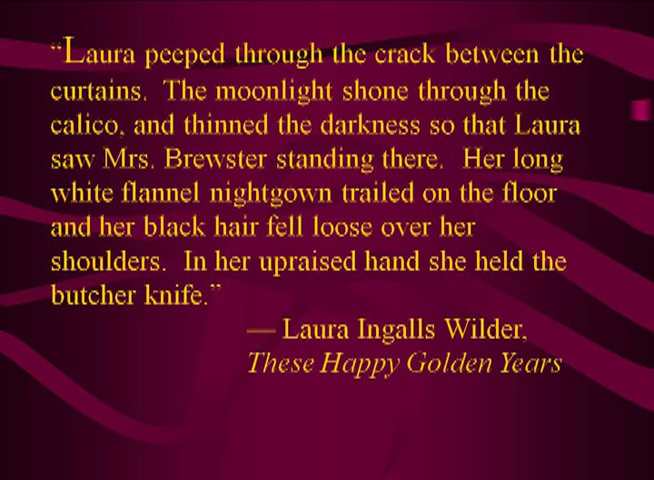 “Laura peeped through the crack between the
curtains.  The moonlight shone through the
calico, and thinned the darkness so that Laura
saw Mrs. Brewster standing there.  Her long
white flannel nightgown trailed on the floor
and her black hair fell loose over her
shoulders.  In her upraised hand she held the
butcher knife.”
— Laura Ingalls Wilder,
These Happy Golden Years